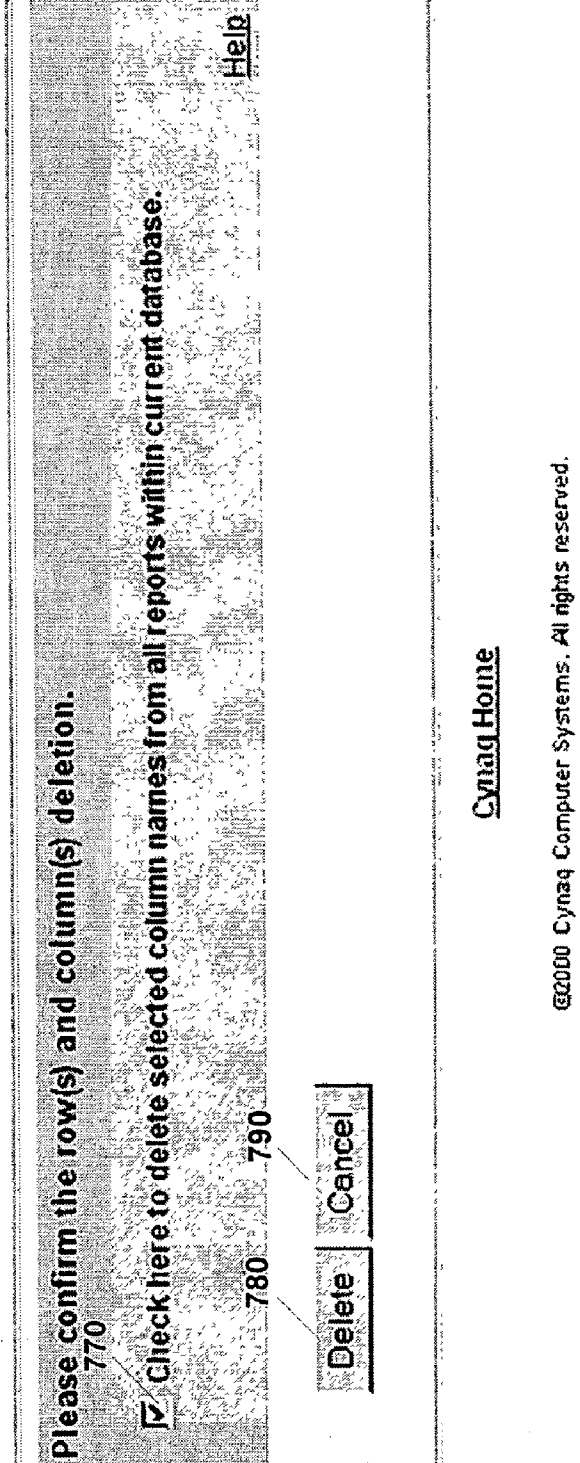 Please confirm the row(s) and column(s) deletion.
770
Check here to delete selected column names from all reports within current database.
Help
780
790
Delete
Cancel
Cynaq Home
©2000 Cynaq Computer Systems. All rights reserved.